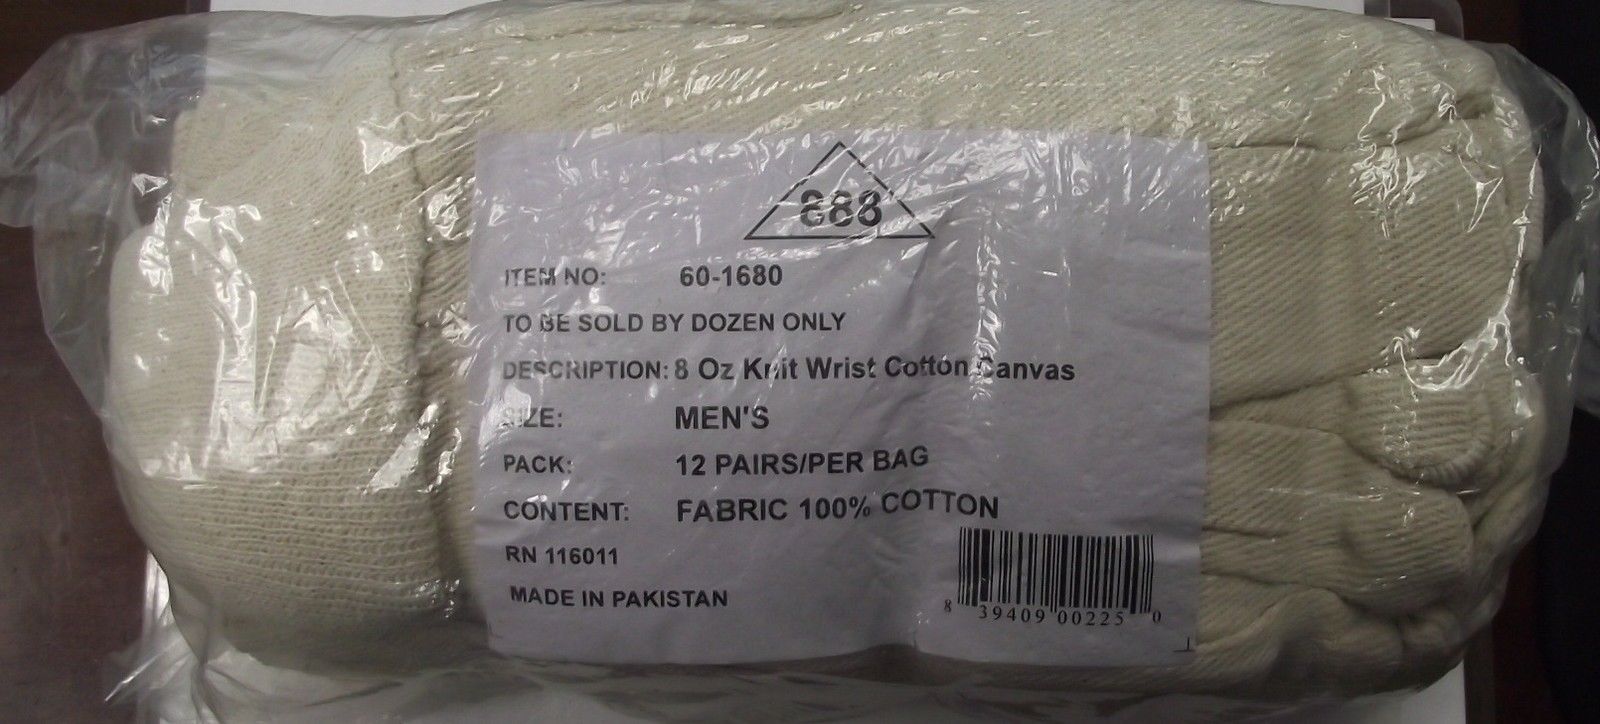 888
ITEM NO: 60-1680
TO BE SOLD BY DOZEN ONLY
DESCRIPTION: 8 Oz Knit Wrist Cotton Canvas
SIZE: MEN'S
PACK: 12 PAIRS/PER BAG
CONTENT: FABRIC 100% COTTON
RN 116011
MADE IN PAKISTAN
8 39409 00225 0